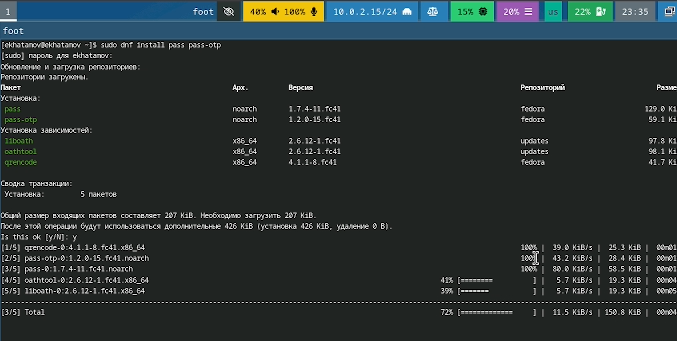 1 foot 40% 100% 10.0.2.15/24 15% 20% us 22% 23:35
foot
[ekhatamov@ekhatamov ~]$ sudo dnf install pass pass-otp
[sudo] пароль для ekhatamov:
Обновление и загрузка репозиториев:
Репозитории загружены.
Пакет Арх. Версия Репозиторий Разме
Установка:
pass noarch 1.7.4-11.fc41 fedora 129.0 Ki
pass-otp noarch 1.2.0-15.fc41 fedora 59.1 Ki
Установка зависимостей:
liboath x86_64 2.6.12-1.fc41 updates 97.8 Ki
oathtool x86_64 2.6.12-1.fc41 updates 98.1 Ki
qrencode x86_64 4.1.1-8.fc41 fedora 41.7 Ki
Сводка транзакции:
Установка: 5 пакетов
Общий размер входящих пакетов составляет 207 KiB. Необходимо загрузить 207 KiB.
После этой операции будут использоваться дополнительные 426 KiB (установка 426 KiB, удаление 0 B).
Is this ok [y/N]: y
[1/5] qrencode-0:4.1.1-8.fc41.x86_64 100% | 39.0 KiB/s | 25.3 KiB | 00m01
[2/5] pass-otp-0:1.2.0-15.fc41.noarch 100% | 43.2 KiB/s | 28.4 KiB | 00m01
[3/5] pass-0:1.7.4-11.fc41.noarch 100% | 80.0 KiB/s | 58.5 KiB | 00m01
[4/5] oathtool-0:2.6.12-1.fc41.x86_64 41% [======== ] | 5.7 KiB/s | 19.3 KiB | 00m04
[5/5] liboath-0:2.6.12-1.fc41.x86_64 39% [======= ] | 5.7 KiB/s | 19.3 KiB | 00m05
--------------------------------------------------------------------------------
[3/5] Total 72% [============= ] | 11.5 KiB/s | 150.8 KiB | 00m04